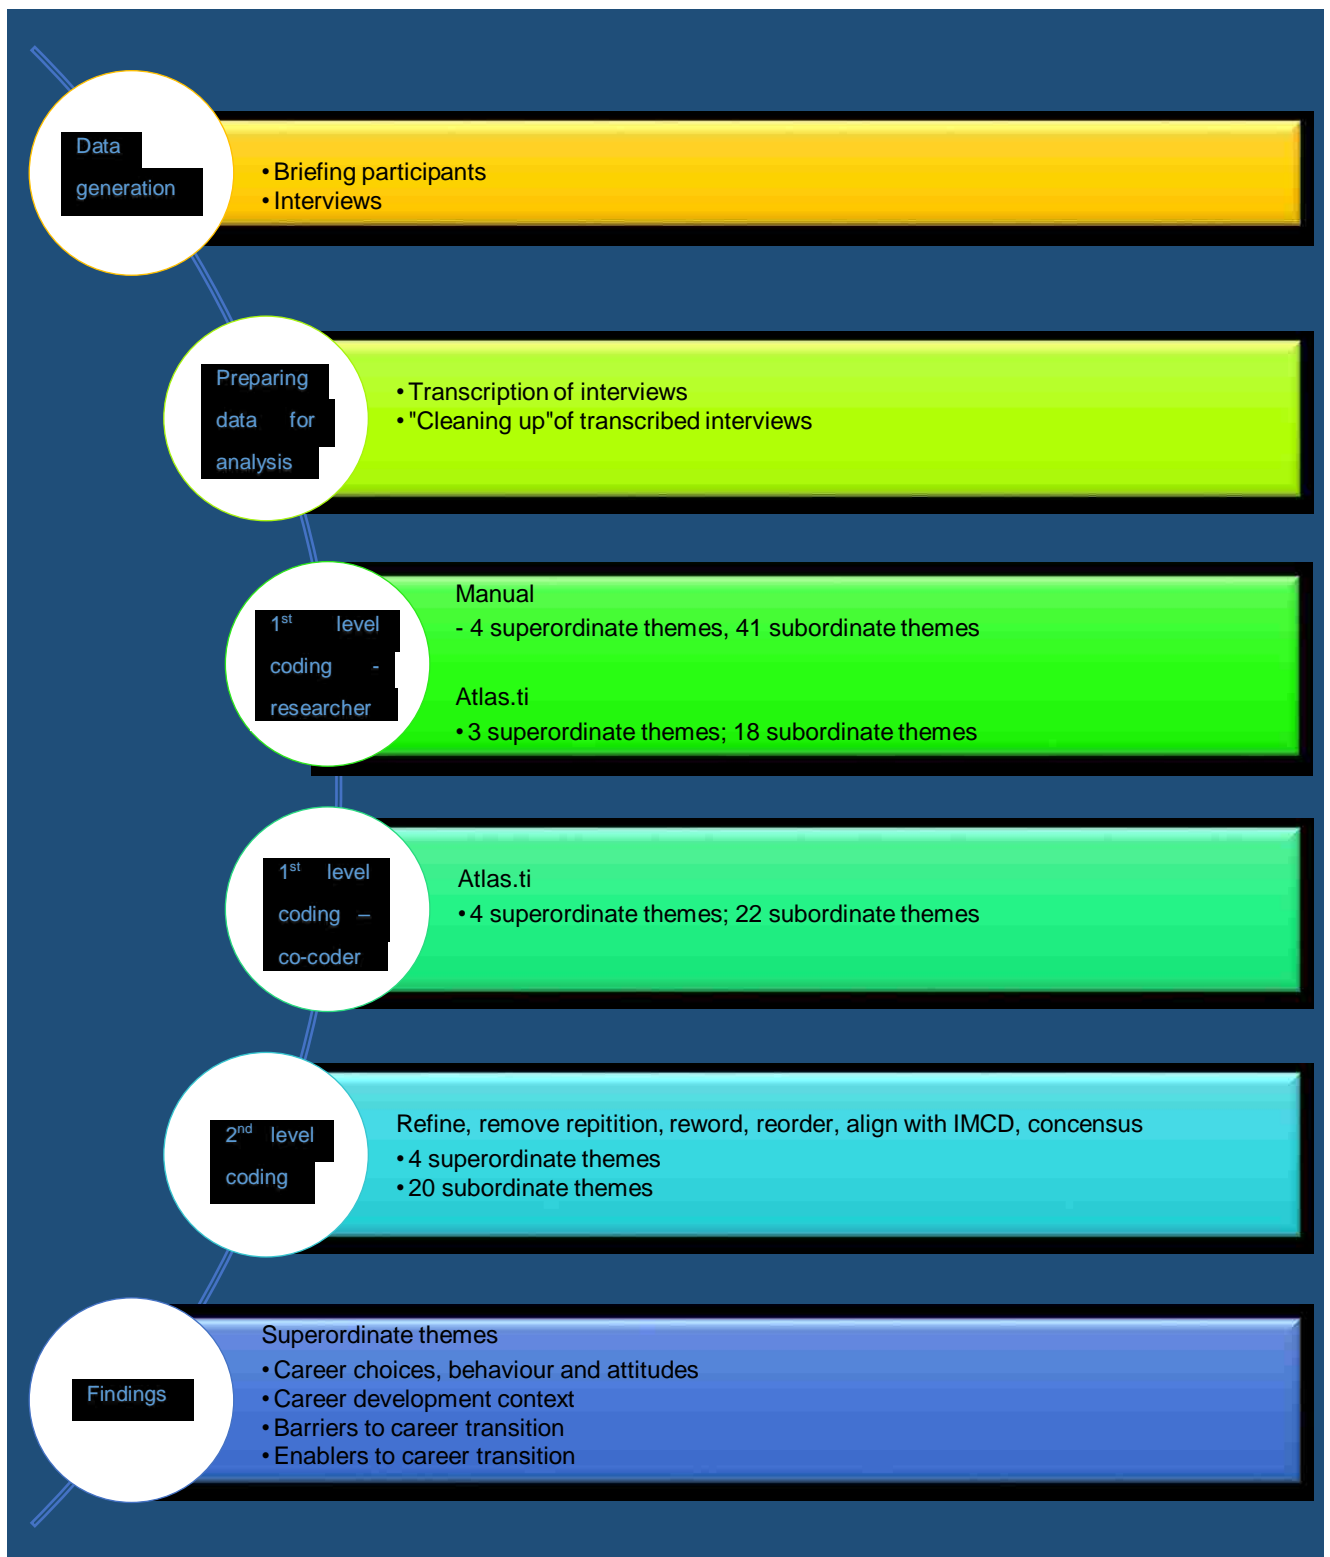 Data
generation
• Briefing participants
• Interviews
Preparing
data for
analysis
• Transcription of interviews
• "Cleaning up"of transcribed interviews
1st level
coding -
researcher
Manual
- 4 superordinate themes, 41 subordinate themes
Atlas.ti
• 3 superordinate themes; 18 subordinate themes
1st level
coding –
co-coder
Atlas.ti
• 4 superordinate themes; 22 subordinate themes
2nd level
coding
Refine, remove repitition, reword, reorder, align with IMCD, concensus
• 4 superordinate themes
• 20 subordinate themes
Findings
Superordinate themes
• Career choices, behaviour and attitudes
• Career development context
• Barriers to career transition
• Enablers to career transition